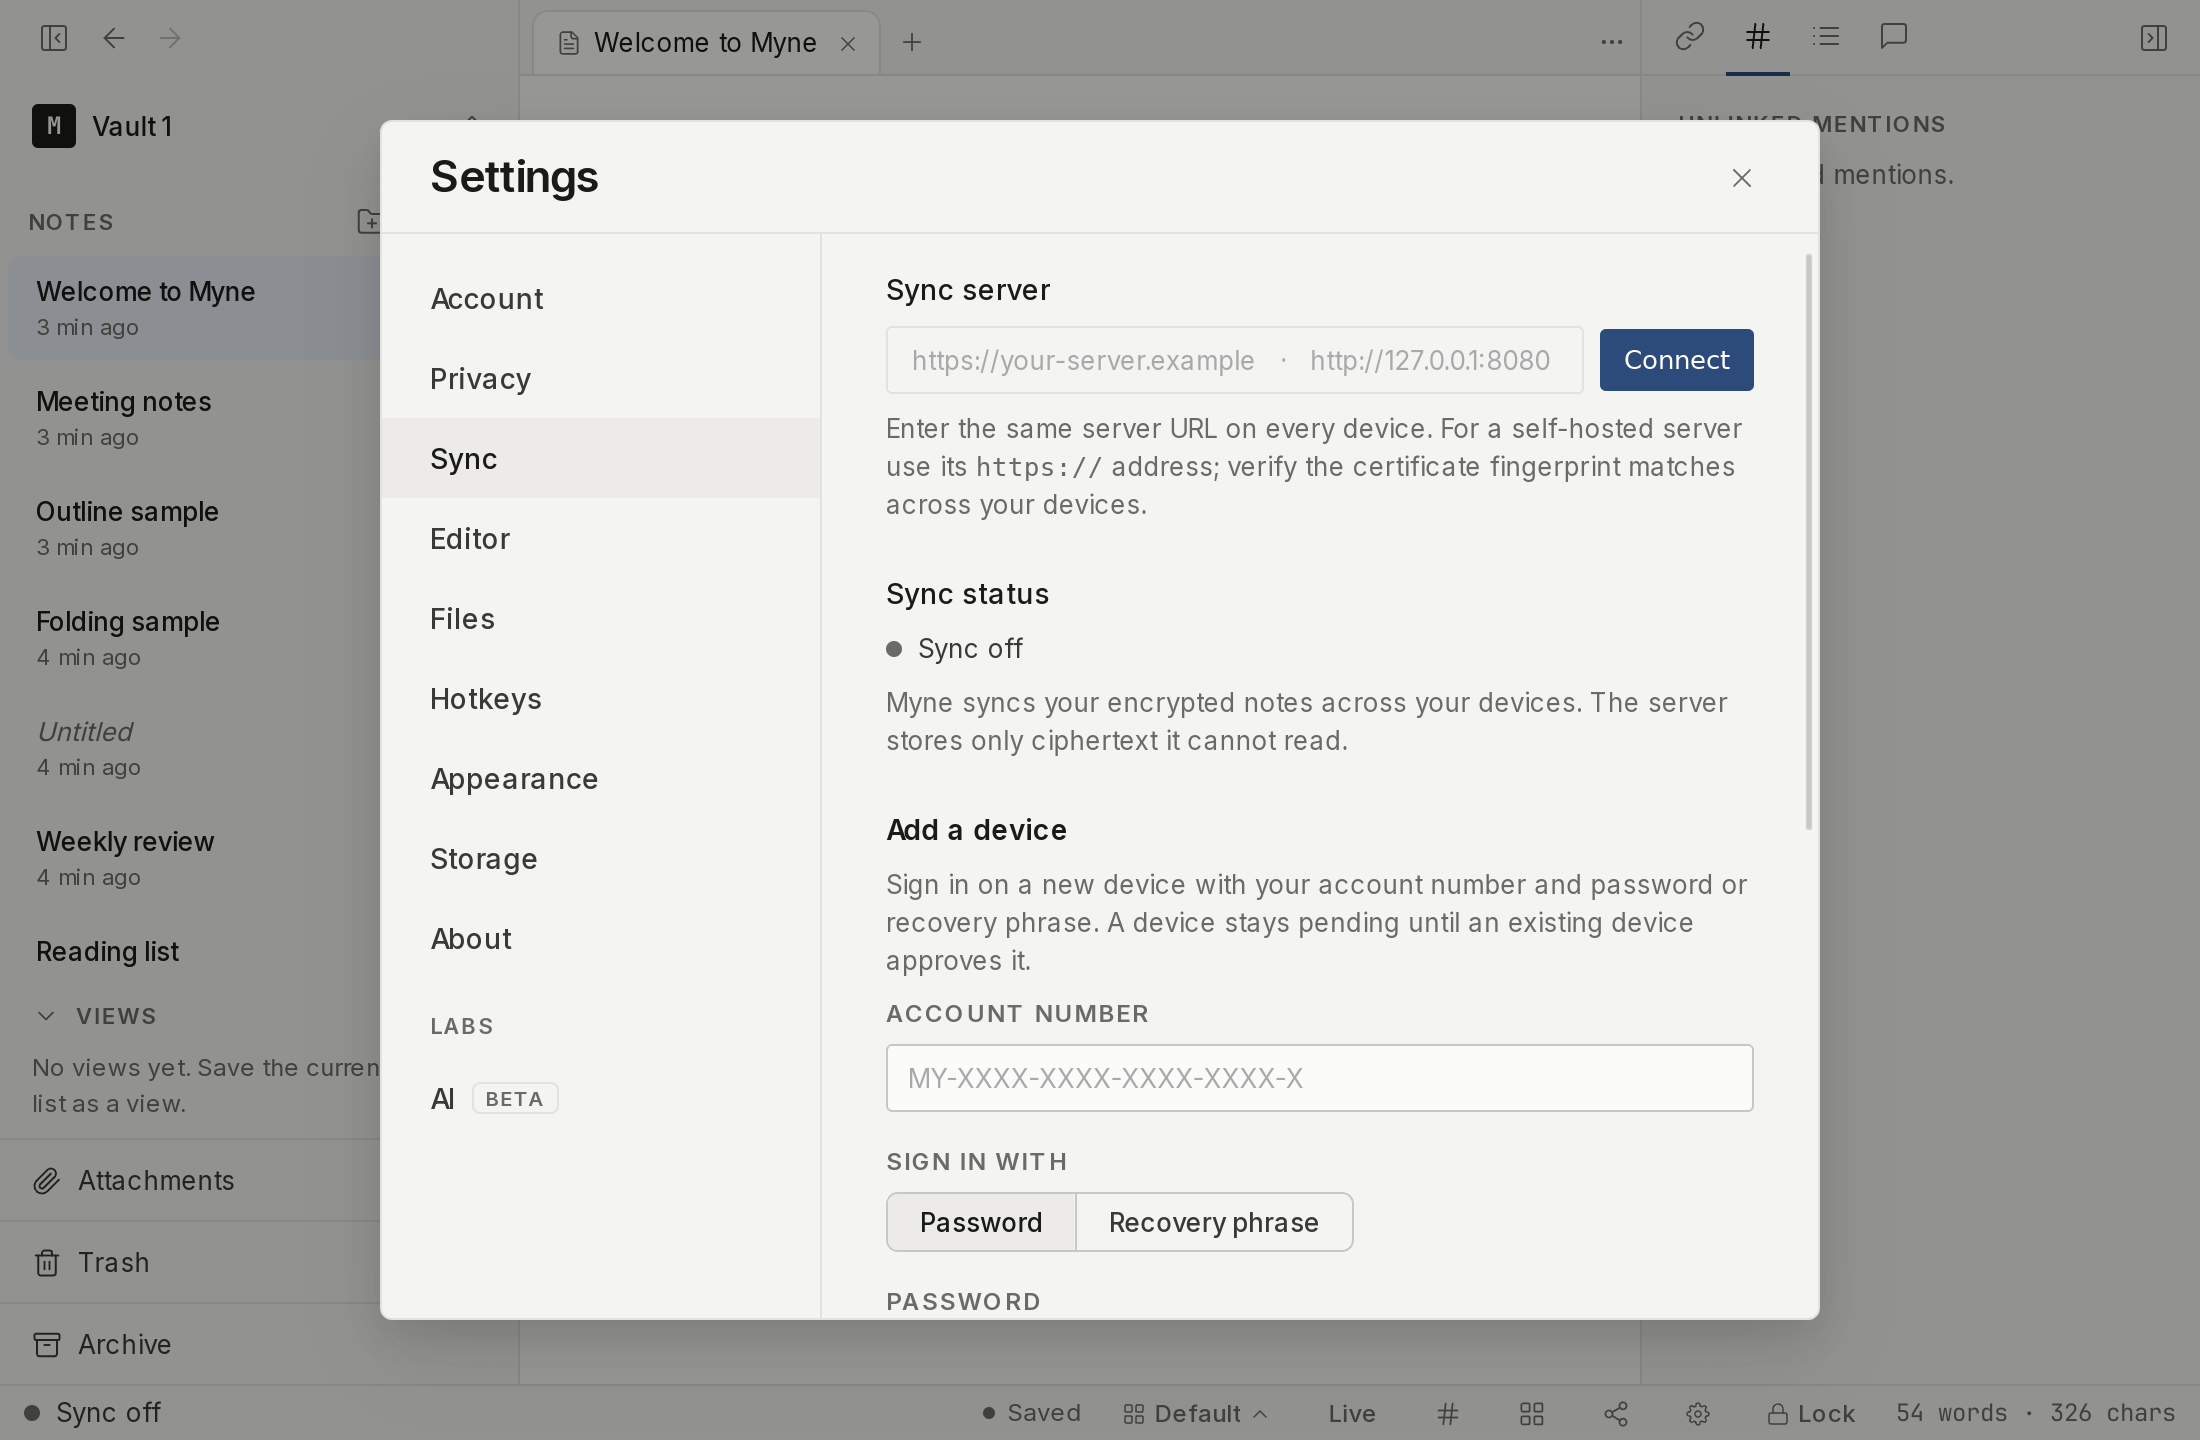 Welcome to Myne
M Vault 1
NOTES
Welcome to Myne
3 min ago
Meeting notes
3 min ago
Outline sample
3 min ago
Folding sample
4 min ago
Untitled
4 min ago
Weekly review
4 min ago
Reading list
VIEWS
No views yet. Save the curren
list as a view.
Attachments
Trash
Archive
Settings
Account
Privacy
Sync
Editor
Files
Hotkeys
Appearance
Storage
About
LABS
AI BETA
Sync server
https://your-server.example · http://127.0.0.1:8080 Connect
Enter the same server URL on every device. For a self-hosted server
use its https:// address; verify the certificate fingerprint matches
across your devices.
Sync status
Sync off
Myne syncs your encrypted notes across your devices. The server
stores only ciphertext it cannot read.
Add a device
Sign in on a new device with your account number and password or
recovery phrase. A device stays pending until an existing device
approves it.
ACCOUNT NUMBER
MY-XXXX-XXXX-XXXX-XXXX-X
SIGN IN WITH
Password Recovery phrase
PASSWORD
UNLINKED MENTIONS
mentions.
Sync off
Saved Default Live Lock 54 words · 326 chars